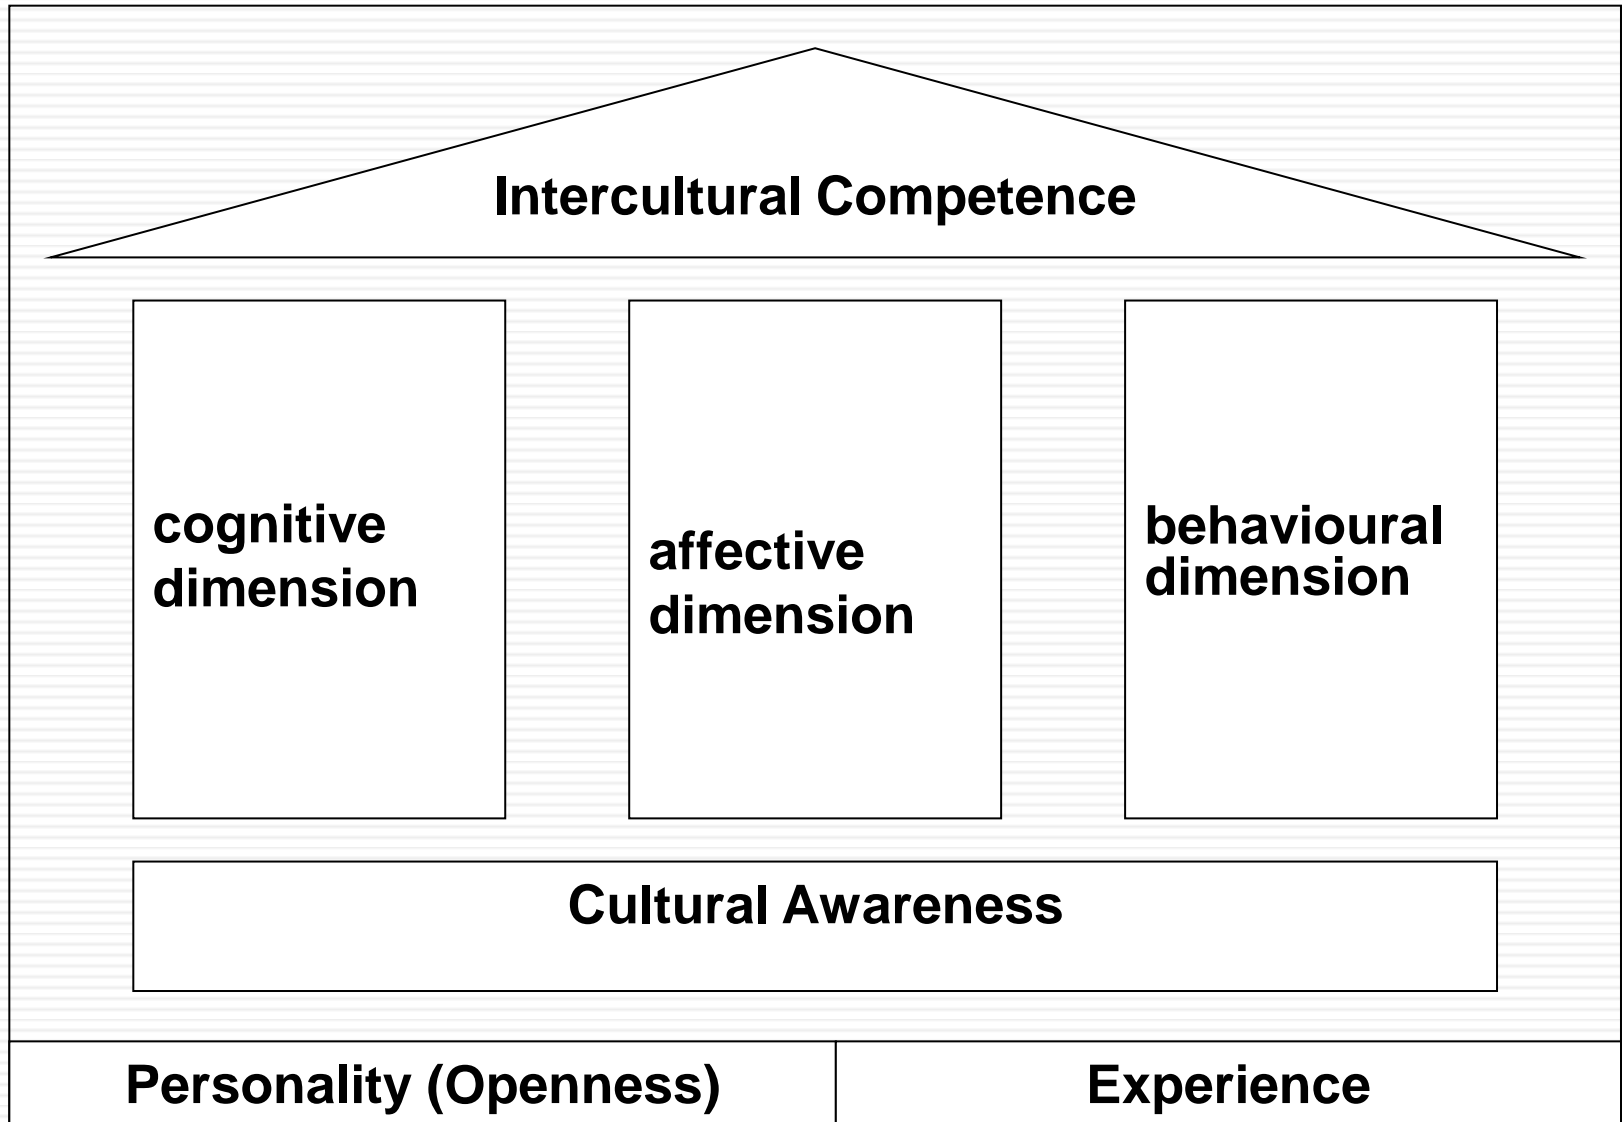 Intercultural Competence
cognitive
dimension
affective
dimension
behavioural
dimension
Cultural Awareness
Personality (Openness)
Experience